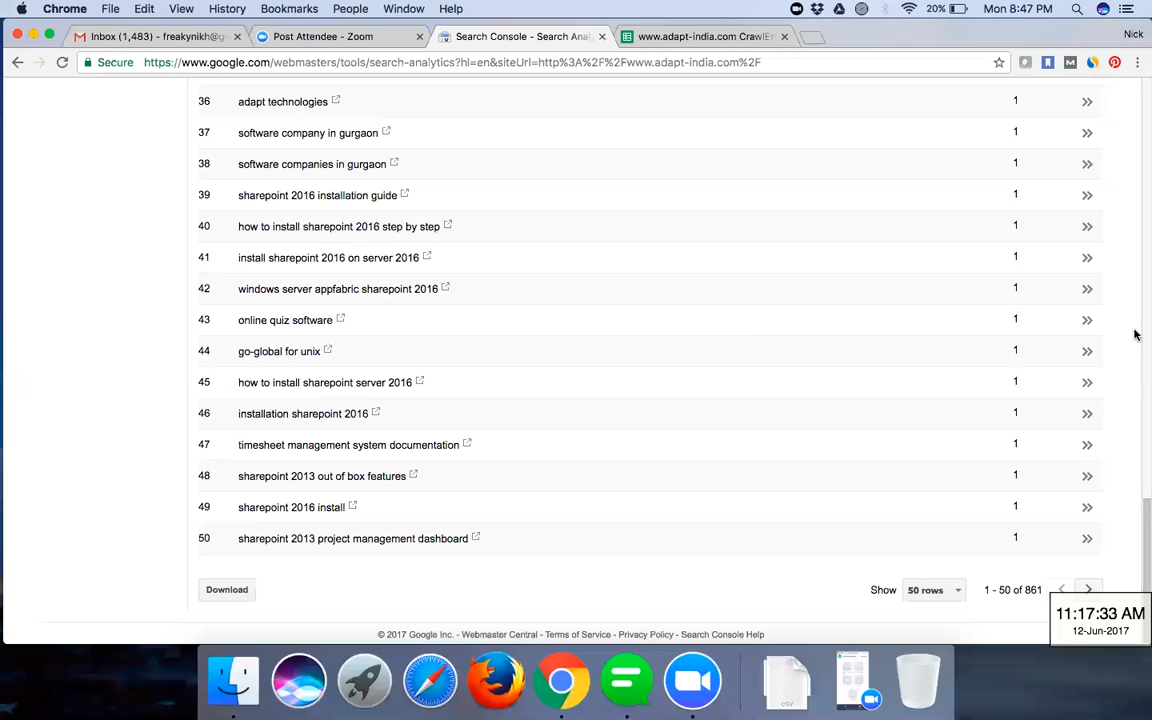 Chrome File Edit View History Bookmarks People Window Help 20% Mon 8:47 PM
Inbox (1,483) - freakynikh@g
Post Attendee - Zoom
Search Console - Search Anal
www.adapt-india.com CrawlEr
Nick
Secure https://www.google.com/webmasters/tools/search-analytics?hl=en&siteUrl=http%3A%2F%2Fwww.adapt-india.com%2F
36 adapt technologies 1
37 software company in gurgaon 1
38 software companies in gurgaon 1
39 sharepoint 2016 installation guide 1
40 how to install sharepoint 2016 step by step 1
41 install sharepoint 2016 on server 2016 1
42 windows server appfabric sharepoint 2016 1
43 online quiz software 1
44 go-global for unix 1
45 how to install sharepoint server 2016 1
46 installation sharepoint 2016 1
47 timesheet management system documentation 1
48 sharepoint 2013 out of box features 1
49 sharepoint 2016 install 1
50 sharepoint 2013 project management dashboard 1
Download Show 50 rows 1 - 50 of 861
11:17:33 AM
12-Jun-2017
© 2017 Google Inc. - Webmaster Central - Terms of Service - Privacy Policy - Search Console Help
CSV